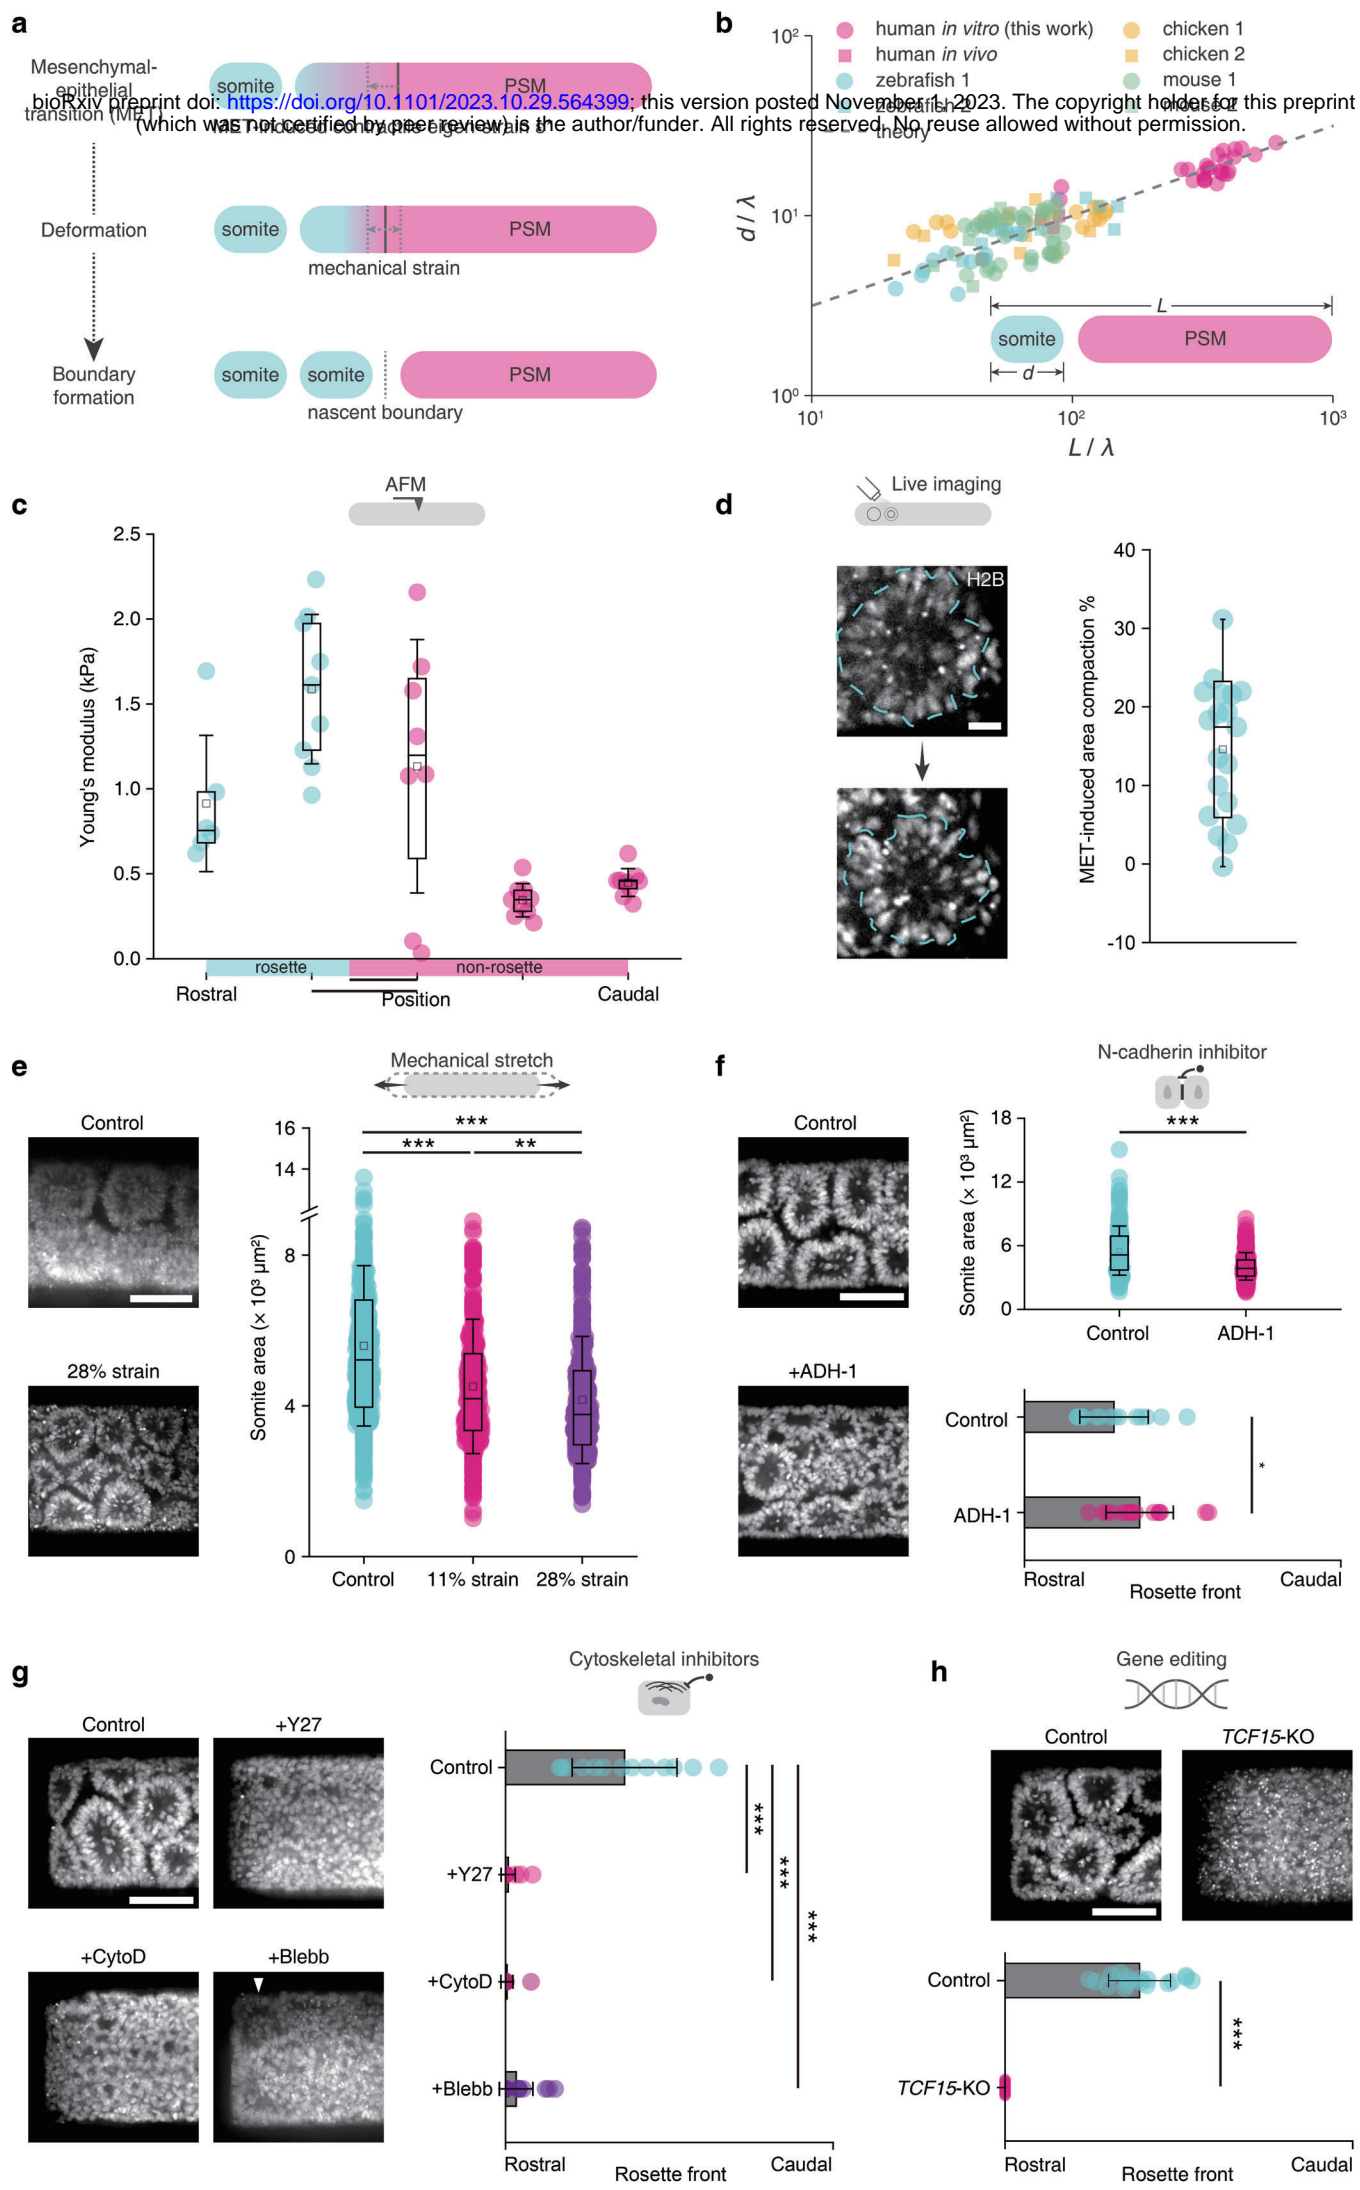 a
Mesenchymal-
epithelial
transition (MET)
somite
PSM
MET-induced contractile eigen strain
bioRxiv preprint doi: https://doi.org/10.1101/2023.10.29.564399; this version posted November 1, 2023. The copyright holder for this preprint
(which was not certified by peer review) is the author/funder. All rights reserved. No reuse allowed without permission.
Deformation
somite
PSM
mechanical strain
Boundary
formation
somite
somite
PSM
nascent boundary
b
human in vitro (this work)
human in vivo
zebrafish 1
zebrafish 2
theory
chicken 1
chicken 2
mouse 1
mouse 2
10²
10¹
10⁰
d / λ
L
somite
PSM
d
10¹
10²
10³
L / λ
c
AFM
2.5
2.0
1.5
1.0
0.5
0.0
Young's modulus (kPa)
rosette
non-rosette
Rostral
Position
Caudal
d
Live imaging
H2B
40
30
20
10
0
-10
MET-induced area compaction %
e
Mechanical stretch
Control
28% strain
***
***
**
16
14
8
4
0
Somite area (× 10³ µm²)
Control
11% strain
28% strain
f
N-cadherin inhibitor
Control
+ADH-1
***
18
12
6
0
Somite area (× 10³ µm²)
Control
ADH-1
Control
ADH-1
*
Rostral
Rosette front
Caudal
g
Cytoskeletal inhibitors
Control
+Y27
+CytoD
+Blebb
Control
+Y27
+CytoD
+Blebb
***
***
***
Rostral
Rosette front
Caudal
h
Gene editing
Control
TCF15-KO
Control
TCF15-KO
***
Rostral
Rosette front
Caudal